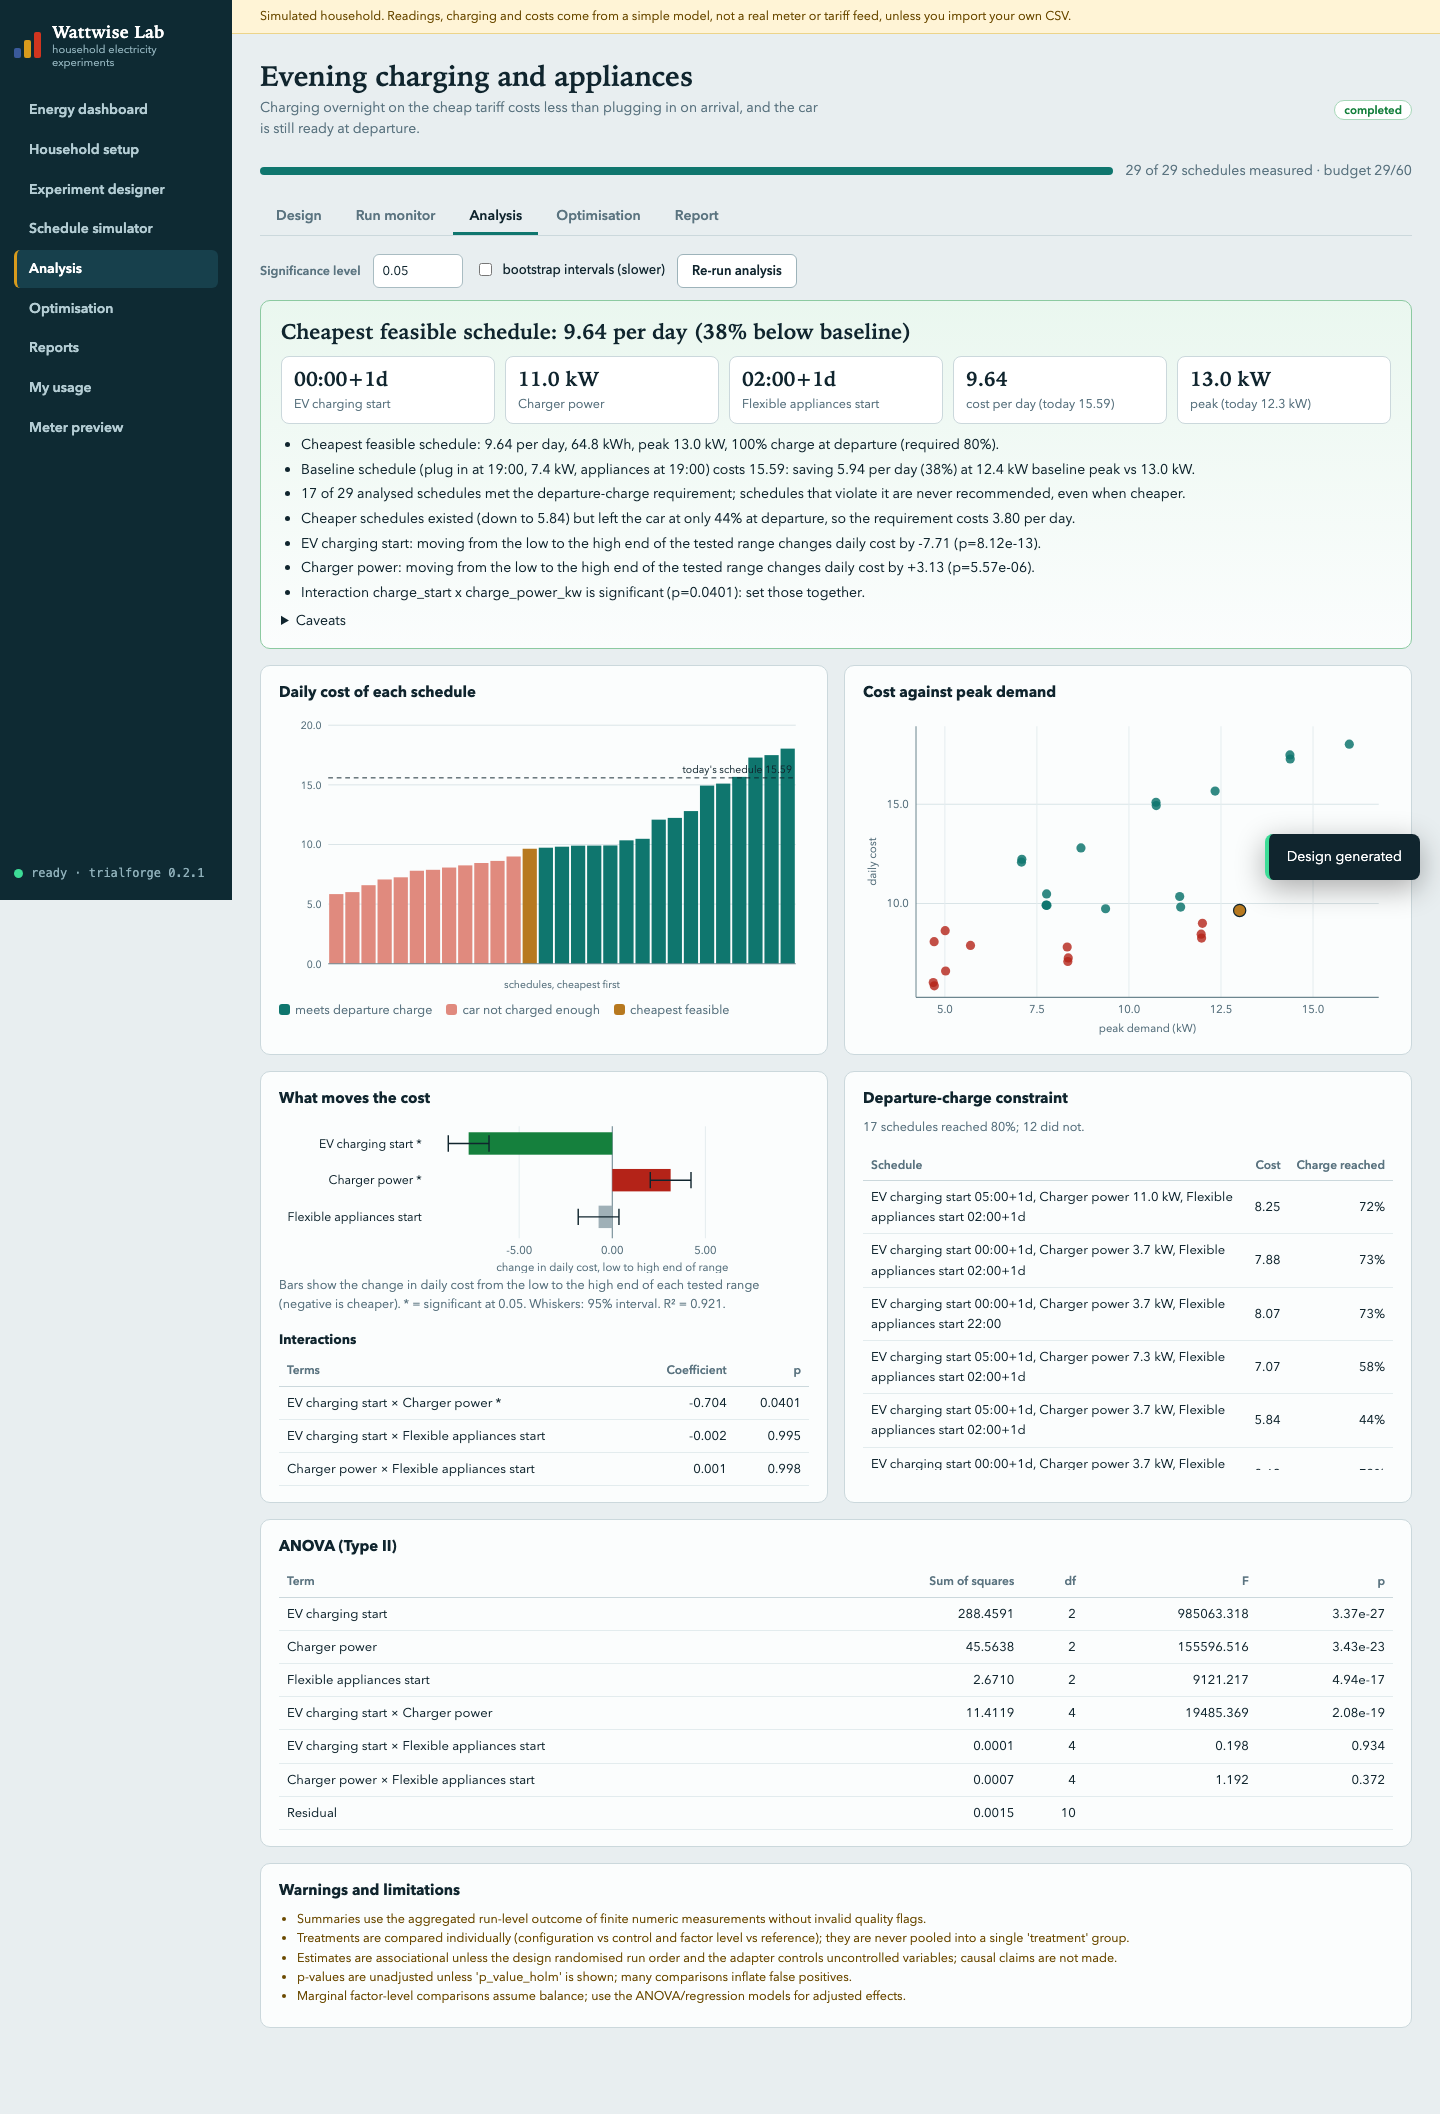 Wattwise Lab
household electricity
experiments
Energy dashboard
Household setup
Experiment designer
Schedule simulator
Analysis
Optimisation
Reports
My usage
Meter preview
ready · trialforge 0.2.1
Simulated household. Readings, charging and costs come from a simple model, not a real meter or tariff feed, unless you import your own CSV.
Evening charging and appliances
Charging overnight on the cheap tariff costs less than plugging in on arrival, and the car
is still ready at departure.
completed
29 of 29 schedules measured · budget 29/60
Design Run monitor Analysis Optimisation Report
Significance level 0.05 bootstrap intervals (slower) Re-run analysis
Cheapest feasible schedule: 9.64 per day (38% below baseline)
00:00+1d 11.0 kW 02:00+1d 9.64 13.0 kW
EV charging start Charger power Flexible appliances start cost per day (today 15.59) peak (today 12.3 kW)
• Cheapest feasible schedule: 9.64 per day, 64.8 kWh, peak 13.0 kW, 100% charge at departure (required 80%).
• Baseline schedule (plug in at 19:00, 7.4 kW, appliances at 19:00) costs 15.59: saving 5.94 per day (38%) at 12.4 kW baseline peak vs 13.0 kW.
• 17 of 29 analysed schedules met the departure-charge requirement; schedules that violate it are never recommended, even when cheaper.
• Cheaper schedules existed (down to 5.84) but left the car at only 44% at departure, so the requirement costs 3.80 per day.
• EV charging start: moving from the low to the high end of the tested range changes daily cost by -7.71 (p=8.12e-13).
• Charger power: moving from the low to the high end of the tested range changes daily cost by +3.13 (p=5.57e-06).
• Interaction charge_start x charge_power_kw is significant (p=0.0401): set those together.
▶ Caveats
Daily cost of each schedule
20.0
today's schedule 15.59
15.0
10.0
5.0
0.0
schedules, cheapest first
meets departure charge car not charged enough cheapest feasible
Cost against peak demand
15.0
daily cost
10.0
5.0 7.5 10.0 12.5 15.0
peak demand (kW)
Design generated
What moves the cost
EV charging start *
Charger power *
Flexible appliances start
-5.00 0.00 5.00
change in daily cost, low to high end of range
Bars show the change in daily cost from the low to the high end of each tested range
(negative is cheaper). * = significant at 0.05. Whiskers: 95% interval. R² = 0.921.
Interactions
Terms Coefficient p
EV charging start × Charger power * -0.704 0.0401
EV charging start × Flexible appliances start -0.002 0.995
Charger power × Flexible appliances start 0.001 0.998
Departure-charge constraint
17 schedules reached 80%; 12 did not.
Schedule Cost Charge reached
EV charging start 05:00+1d, Charger power 11.0 kW, Flexible
appliances start 02:00+1d 8.25 72%
EV charging start 00:00+1d, Charger power 3.7 kW, Flexible
appliances start 02:00+1d 7.88 73%
EV charging start 00:00+1d, Charger power 3.7 kW, Flexible
appliances start 22:00 8.07 73%
EV charging start 05:00+1d, Charger power 7.3 kW, Flexible
appliances start 02:00+1d 7.07 58%
EV charging start 05:00+1d, Charger power 3.7 kW, Flexible
appliances start 02:00+1d 5.84 44%
EV charging start 00:00+1d, Charger power 3.7 kW, Flexible
ANOVA (Type II)
Term Sum of squares df F p
EV charging start 288.4591 2 985063.318 3.37e-27
Charger power 45.5638 2 155596.516 3.43e-23
Flexible appliances start 2.6710 2 9121.217 4.94e-17
EV charging start × Charger power 11.4119 4 19485.369 2.08e-19
EV charging start × Flexible appliances start 0.0001 4 0.198 0.934
Charger power × Flexible appliances start 0.0007 4 1.192 0.372
Residual 0.0015 10
Warnings and limitations
• Summaries use the aggregated run-level outcome of finite numeric measurements without invalid quality flags.
• Treatments are compared individually (configuration vs control and factor level vs reference); they are never pooled into a single 'treatment' group.
• Estimates are associational unless the design randomised run order and the adapter controls uncontrolled variables; causal claims are not made.
• p-values are unadjusted unless 'p_value_holm' is shown; many comparisons inflate false positives.
• Marginal factor-level comparisons assume balance; use the ANOVA/regression models for adjusted effects.